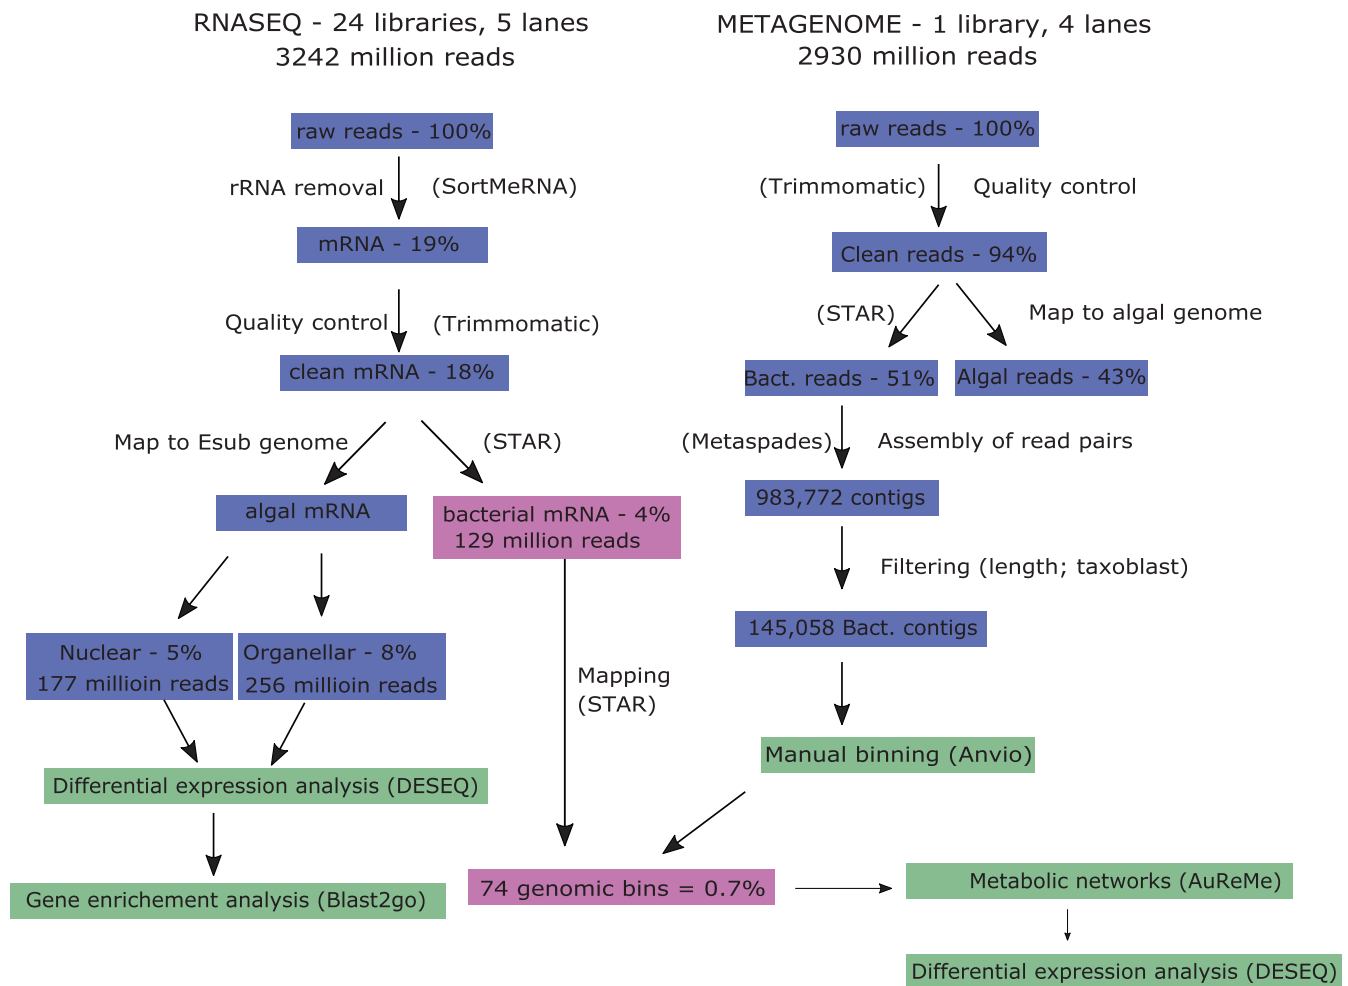 RNASEQ - 24 libraries, 5 lanes
3242 million reads
raw reads - 100%
rRNA removal
(SortMeRNA)
mRNA - 19%
Quality control
(Trimmomatic)
clean mRNA - 18%
Map to Esub genome
(STAR)
algal mRNA
bacterial mRNA - 4%
129 million reads
Nuclear - 5%
177 millioin reads
Organellar - 8%
256 millioin reads
Mapping
(STAR)
Differential expression analysis (DESEQ)
Gene enrichement analysis (Blast2go)
METAGENOME - 1 library, 4 lanes
2930 million reads
raw reads - 100%
(Trimmomatic)
Quality control
Clean reads - 94%
(STAR)
Map to algal genome
Bact. reads - 51%
Algal reads - 43%
(Metaspades)
Assembly of read pairs
983,772 contigs
Filtering (length; taxoblast)
145,058 Bact. contigs
Manual binning (Anvio)
74 genomic bins = 0.7%
Metabolic networks (AuReMe)
Differential expression analysis (DESEQ)